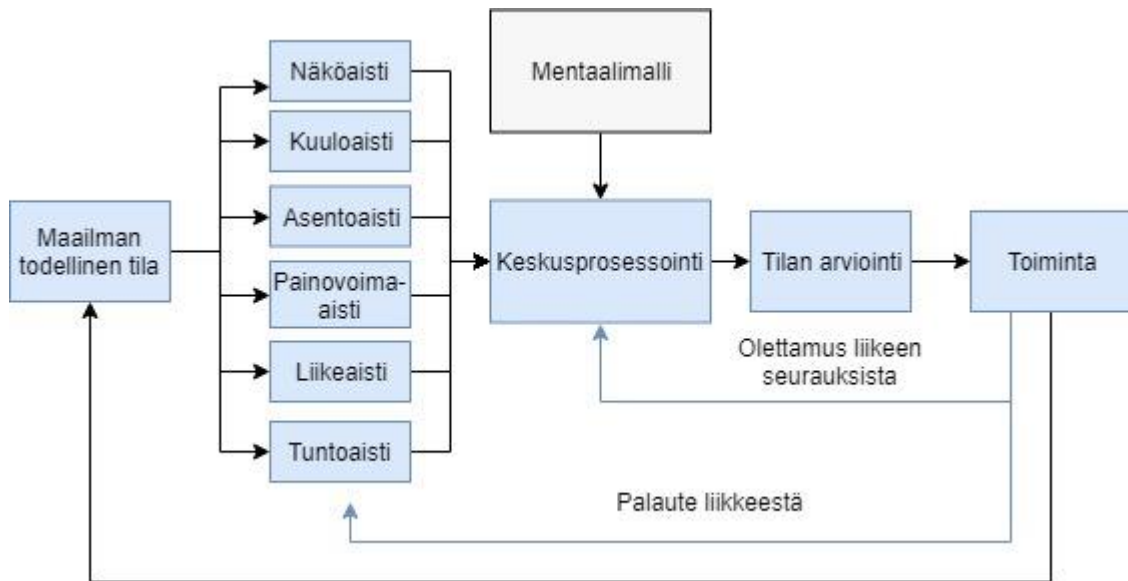 Näköaisti
Mentaalimalli
Kuuloaisti
Asentoaisti
Maailman
todellinen tila
Keskusprosessointi
Tilan arviointi
Toiminta
Painovoima-
aisti
Olettamus liikeen
seurauksista
Liikeaisti
Tuntoaisti
Palaute liikkeestä